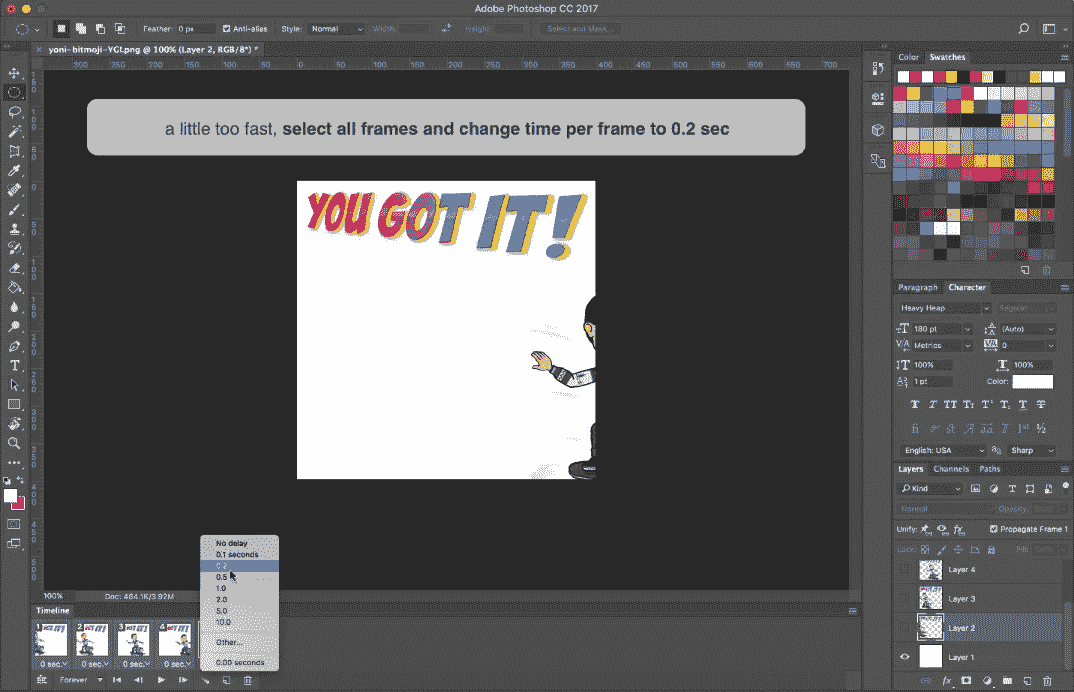 Adobe Photoshop CC 2017
Feather: 0 px
Anti-alias
Style: Normal
Width:
Height:
Select and Mask...
yoni-bitmoji-YGI.png @ 100% (Layer 2, RGB/8*) *
300 250 200 150 100 50 0 50 100 150 200 250 300 350 400 450 500 550 600 650 700
a little too fast, select all frames and change time per frame to 0.2 sec
YOU GOT IT!
Color Swatches
Paragraph Character
Heavy Heap
Regular
180 pt
(Auto)
Metrics
0
100%
100%
1 pt
Color:
English: USA
Sharp
Layers Channels Paths
Kind
Normal
Opacity:
Unify:
Propagate Frame 1
Lock:
Fill:
Layer 4
Layer 3
Layer 2
Layer 1
No delay
0.1 seconds
0.2
0.5
1.0
2.0
5.0
10.0
Other...
0.00 seconds
100%
Doc: 464.1K/3.92M
Timeline
1 2 3 4
0 sec. 0 sec. 0 sec. 0 sec.
Forever